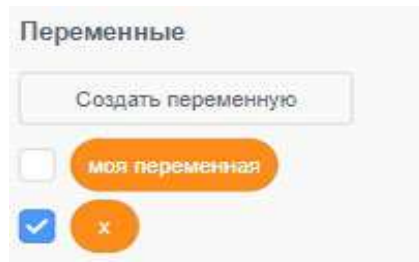 Переменные
Создать переменную
моя переменная
x